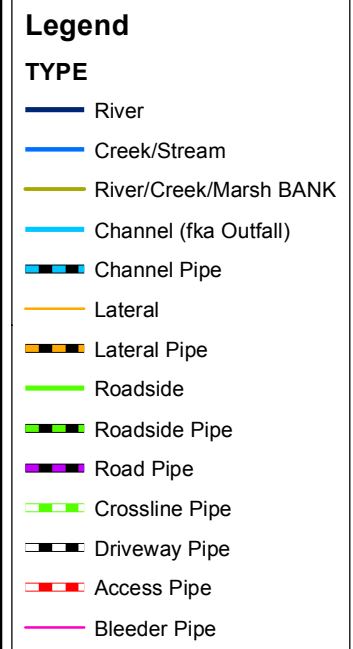 Legend
TYPE
River
Creek/Stream
River/Creek/Marsh BANK
Channel (fka Outfall)
Channel Pipe
Lateral
Lateral Pipe
Roadside
Roadside Pipe
Road Pipe
Crossline Pipe
Driveway Pipe
Access Pipe
Bleeder Pipe